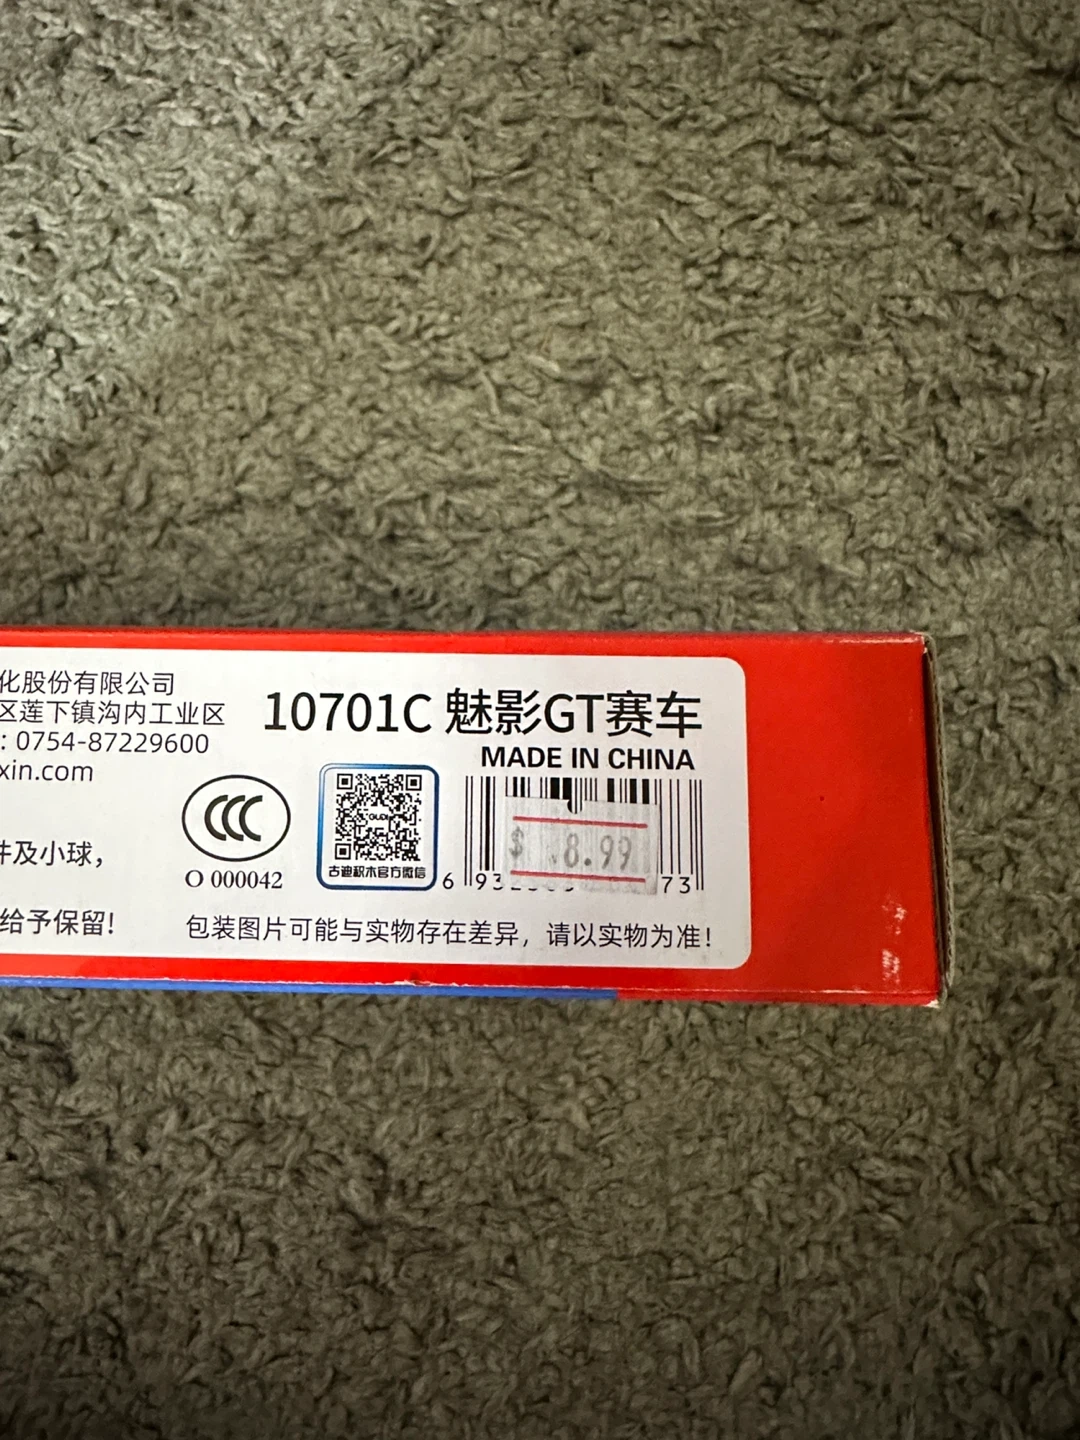 化股份有限公司
区莲下镇沟内工业区
: 0754-87229600
xin.com
件及小球，
给予保留!
10701C 魅影GT赛车
MADE IN CHINA
CCC
O 000042
GUDI
古迪积木官方微信
$ 8.99
6
73
包装图片可能与实物存在差异，请以实物为准!